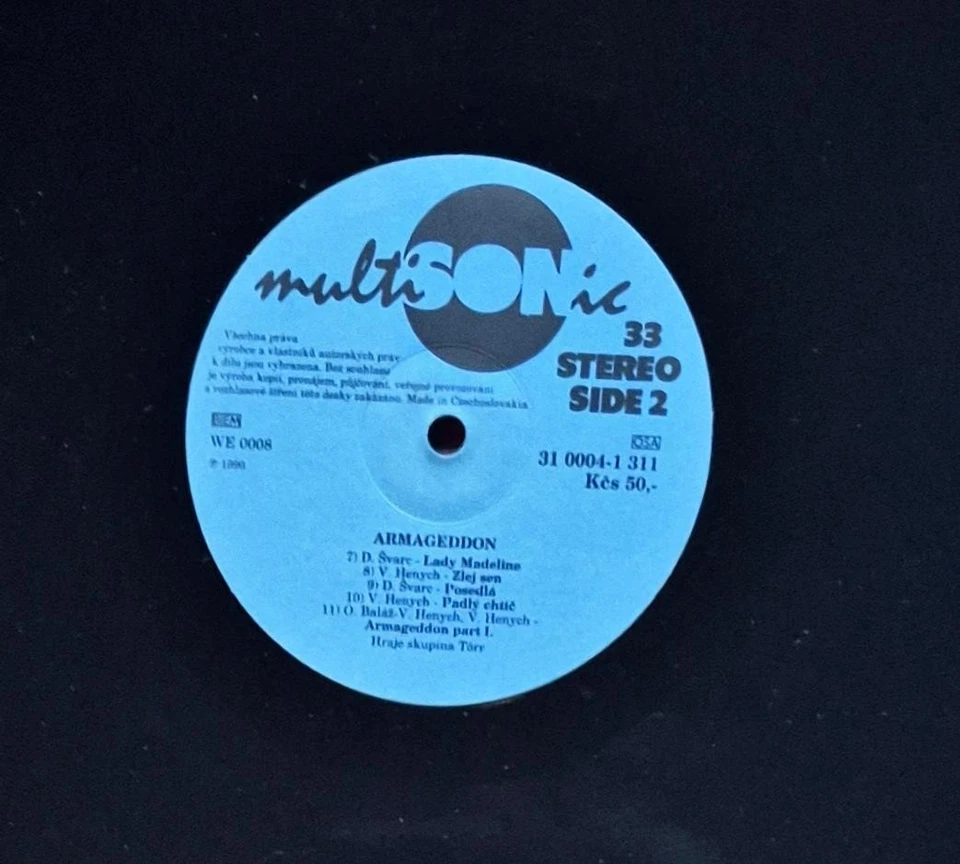 multiSONic
33
STEREO
SIDE 2
Všechna práva
výrobce a vlastníků autorských práv
k dílu jsou vyhrazena. Bez souhlasu
je výroba kopií, pronájem, půjčování, veřejné provozování
a rozhlasové šíření této desky zakázáno. Made in Czechoslovakia
WE 0008
℗ 1990
OSA
31 0004-1 311
Kčs 50,-
ARMAGEDDON
7) D. Švarc - Lady Madeline
8) V. Henych - Zlej sen
9) D. Švarc - Posedlá
10) V. Henych - Padlý chtíč
11) O. Baláž-V. Henych, V. Henych -
Armageddon part I.
Hraje skupina Törr